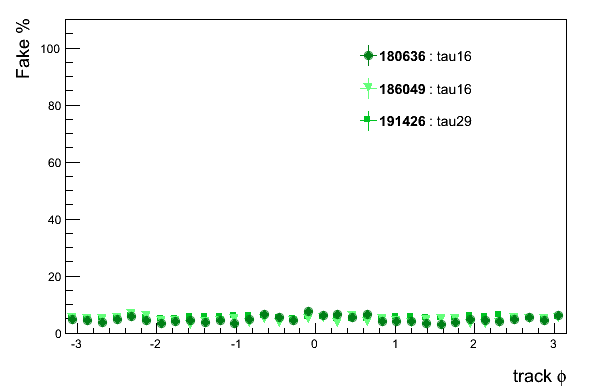 Fake %
100
80
60
40
20
0
180636 : tau16
186049 : tau16
191426 : tau29
-3 -2 -1 0 1 2 3
track ϕ